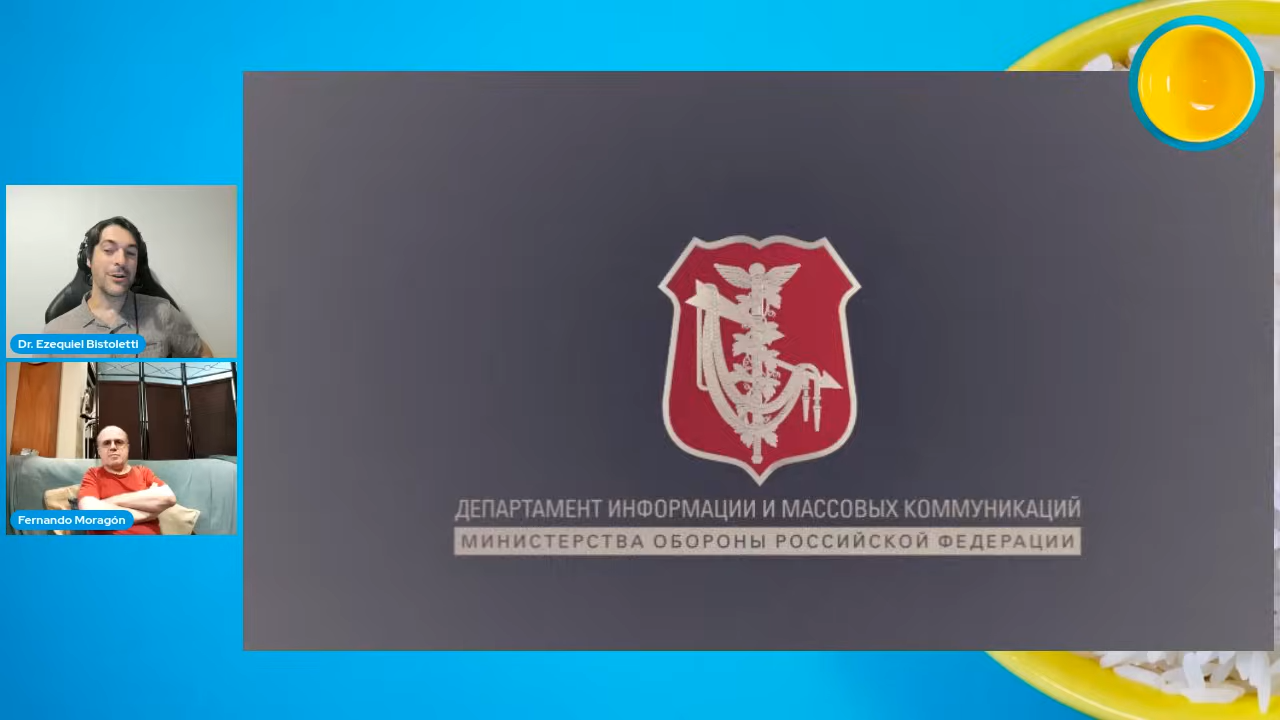 Dr. Ezequiel Bistoletti
Fernando Moragón
ДЕПАРТАМЕНТ ИНФОРМАЦИИ И МАССОВЫХ КОММУНИКАЦИЙ
МИНИСТЕРСТВА ОБОРОНЫ РОССИЙСКОЙ ФЕДЕРАЦИИ